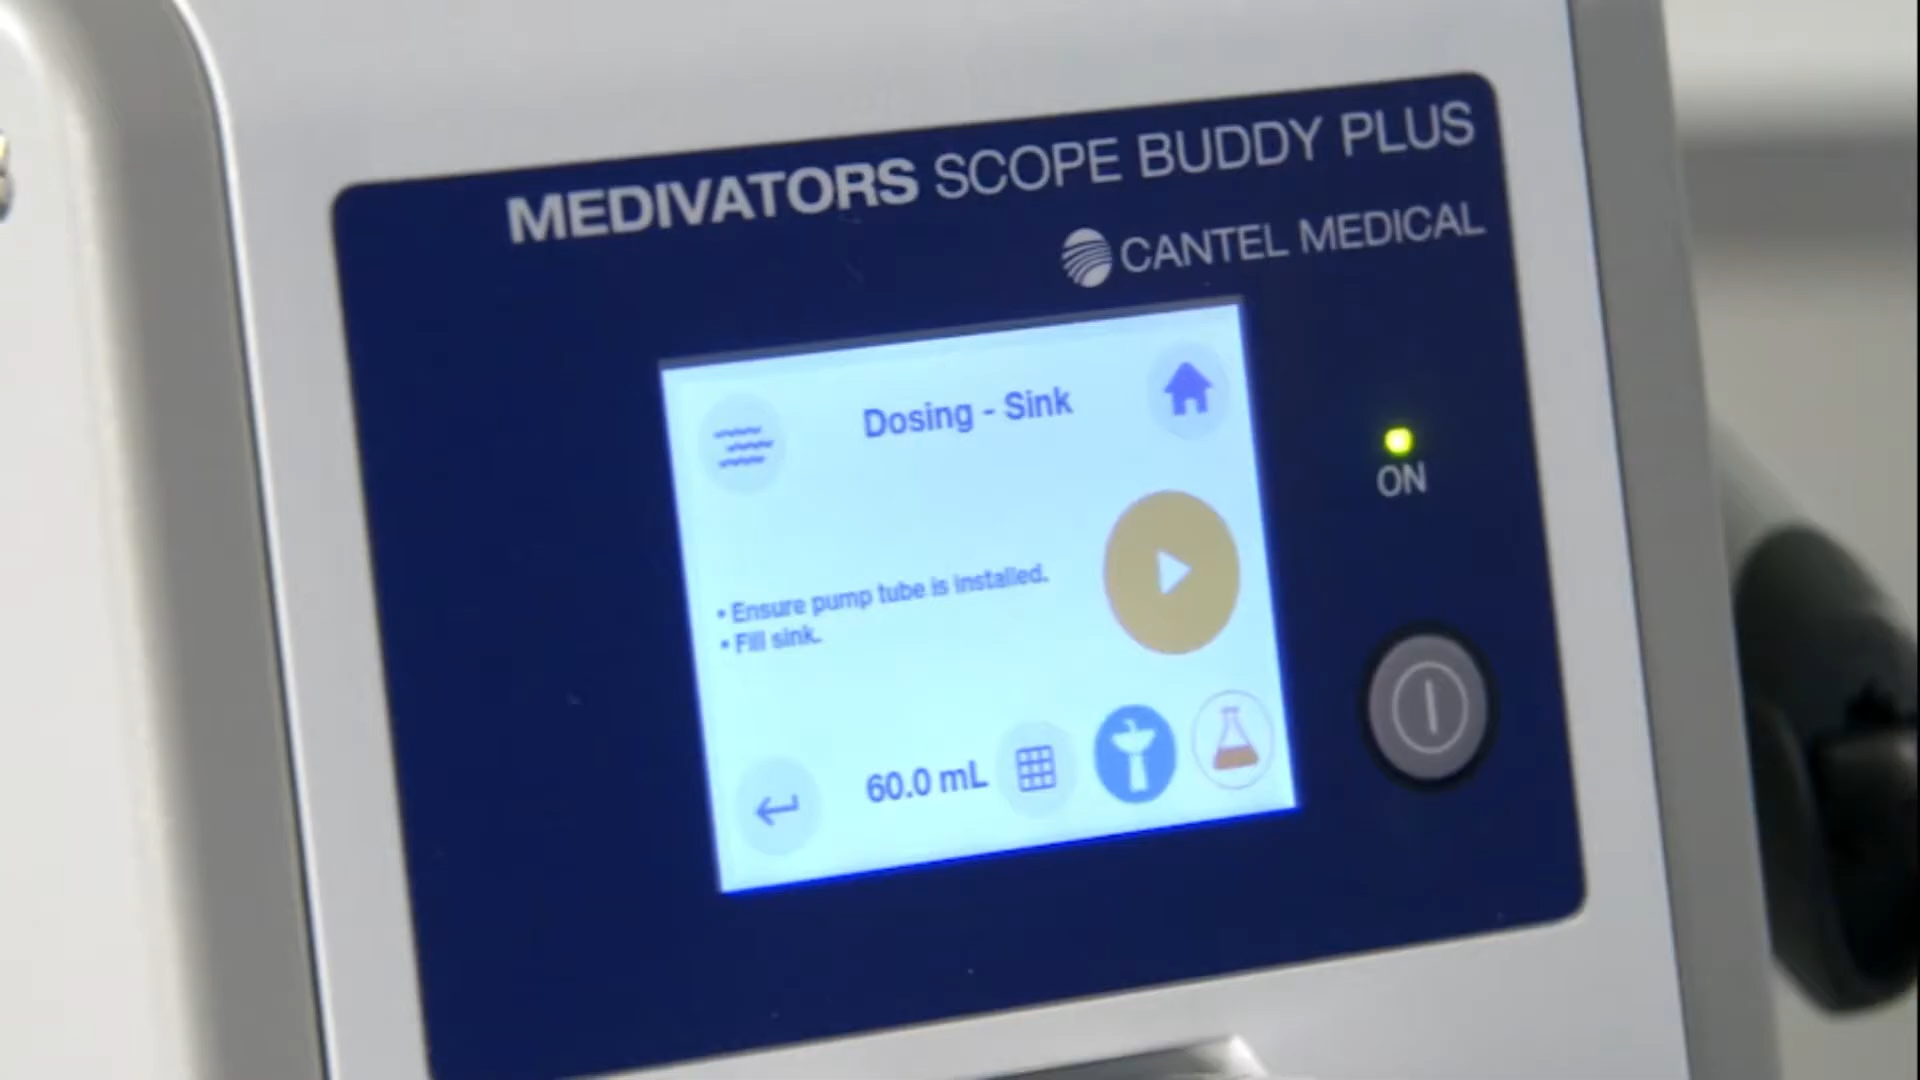 MEDIVATORS SCOPE BUDDY PLUS
CANTEL MEDICAL
Dosing - Sink
ON
• Ensure pump tube is installed.
• Fill sink.
60.0 mL